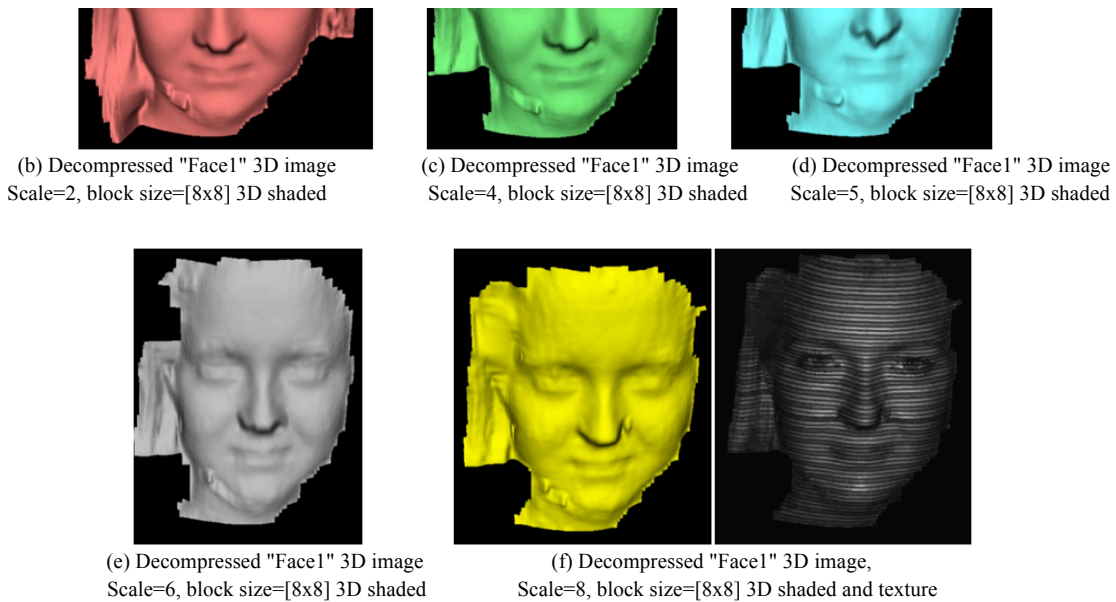 (b) Decompressed "Face1" 3D image
Scale=2, block size=[8x8] 3D shaded
(c) Decompressed "Face1" 3D image
Scale=4, block size=[8x8] 3D shaded
(d) Decompressed "Face1" 3D image
Scale=5, block size=[8x8] 3D shaded
(e) Decompressed "Face1" 3D image
Scale=6, block size=[8x8] 3D shaded
(f) Decompressed "Face1" 3D image,
Scale=8, block size=[8x8] 3D shaded and texture